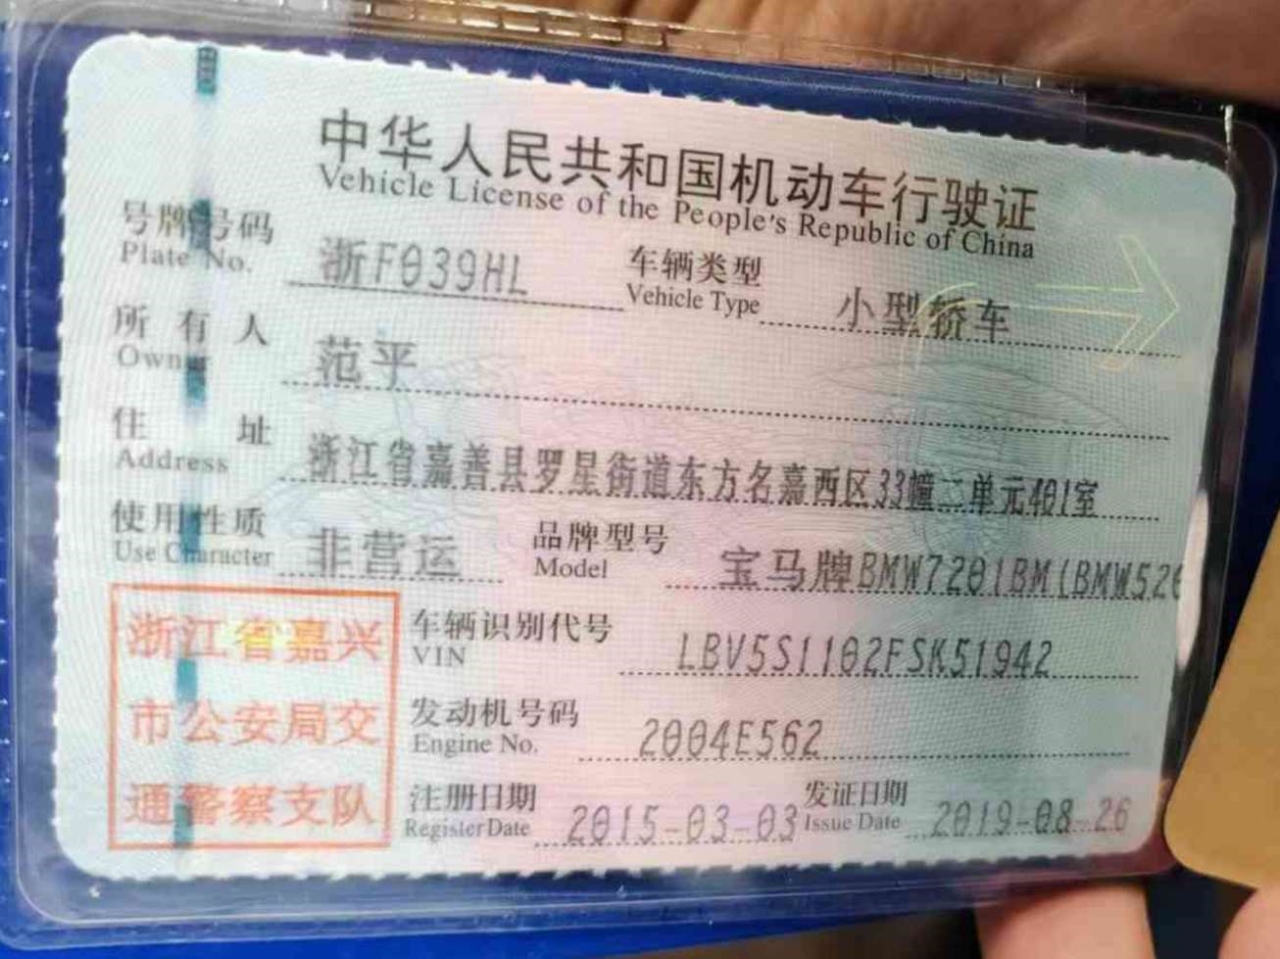 中华人民共和国机动车行驶证
Vehicle License of the People's Republic of China
号牌号码 浙F039HL 车辆类型 小型轿车
Plate No. Vehicle Type
所有人 范平
Owner
住址 浙江省嘉善县罗星街道东方名嘉西区33幢二单元401室
Address
使用性质 非营运 品牌型号 宝马牌BMW7201BM(BMW520
Use Character Model
浙江省嘉兴
市公安局交
通警察支队
车辆识别代号 LBV5S1102FSK51942
VIN
发动机号码 2004E562
Engine No.
注册日期 2015-03-03 发证日期 2019-08-26
Register Date Issue Date